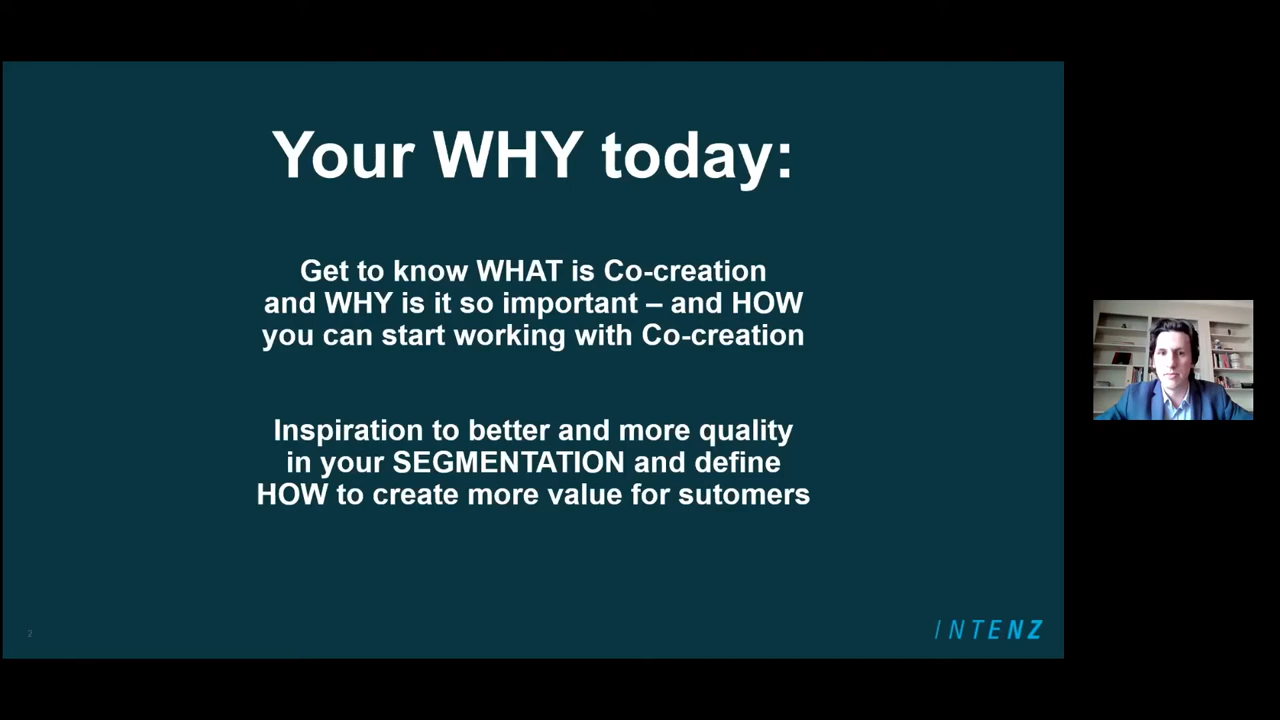 Your WHY today:
Get to know WHAT is Co-creation
and WHY is it so important – and HOW
you can start working with Co-creation
Inspiration to better and more quality
in your SEGMENTATION and define
HOW to create more value for sutomers
2
INTENZ